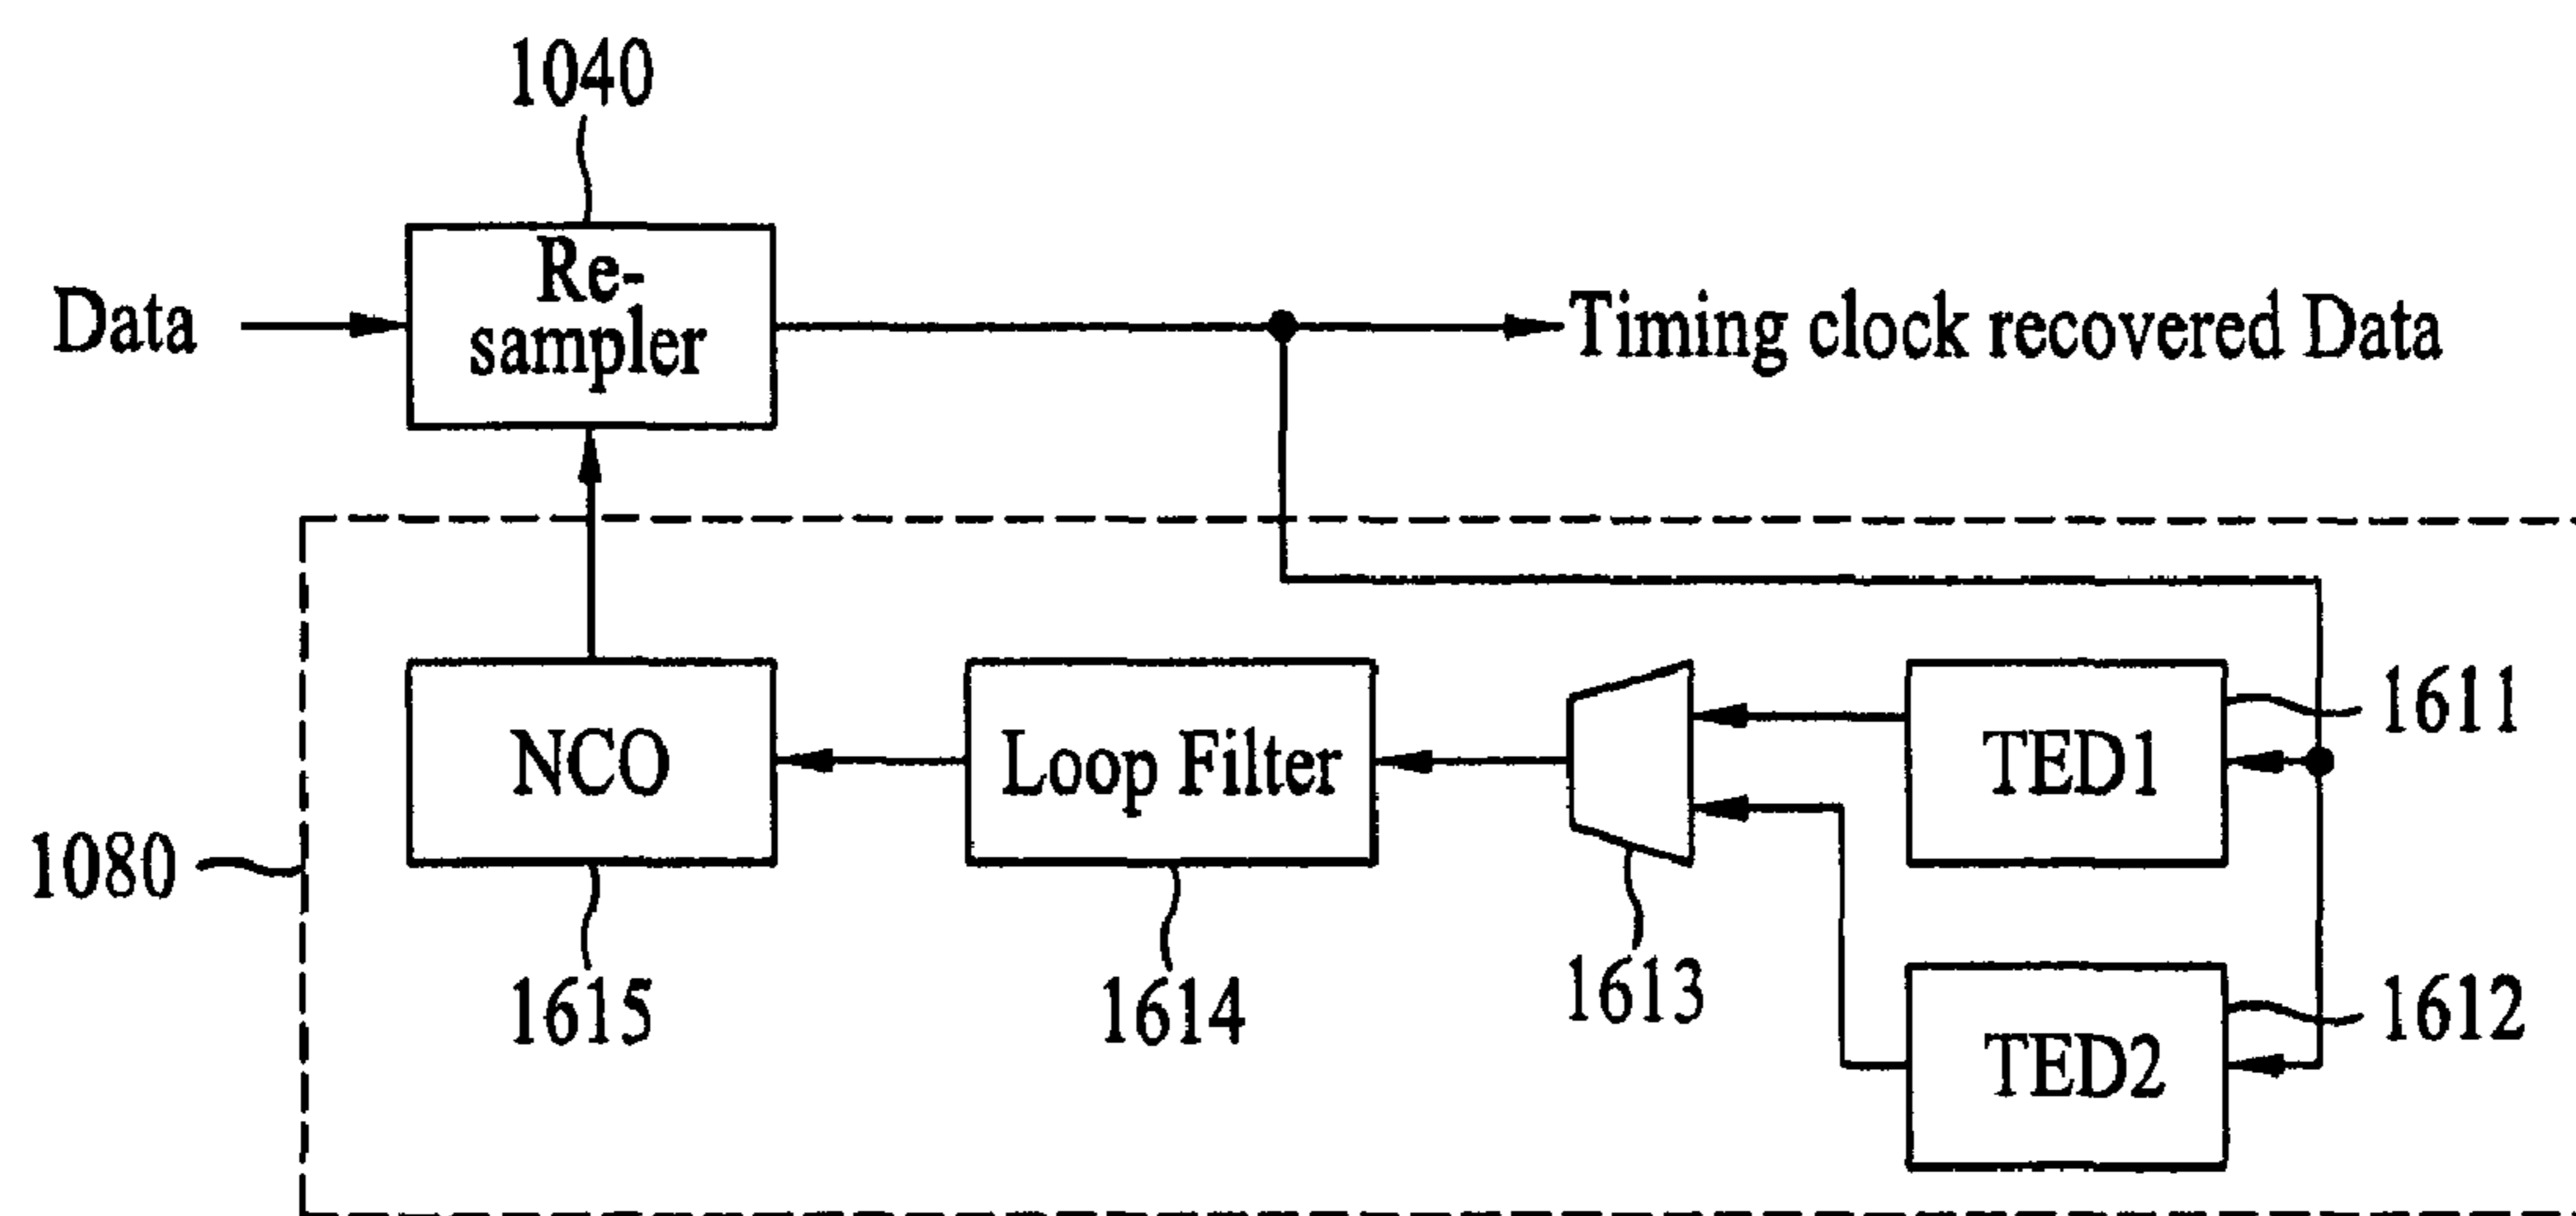 1040
Re-
sampler
Data
Timing clock recovered Data
NCO
Loop Filter
TED1
1611
1080
1615
1614
1613
TED2
1612